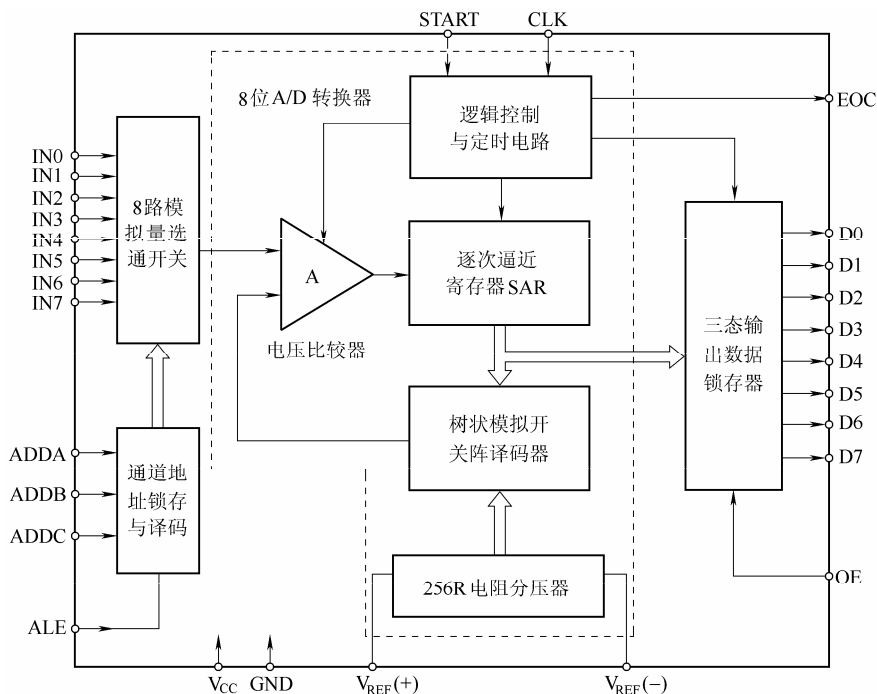 START
CLK
8位A/D 转换器
逻辑控制
与定时电路
EOC
IN0
IN1
IN2
IN3
IN4
IN5
IN6
IN7
8路模
拟量选
通开关
A
电压比较器
逐次逼近
寄存器SAR
三态输
出数据
锁存器
D0
D1
D2
D3
D4
D5
D6
D7
树状模拟开
关阵译码器
ADDA
ADDB
ADDC
通道地
址锁存
与译码
256R 电阻分压器
OE
ALE
VCC
GND
VREF(+)
VREF(−)